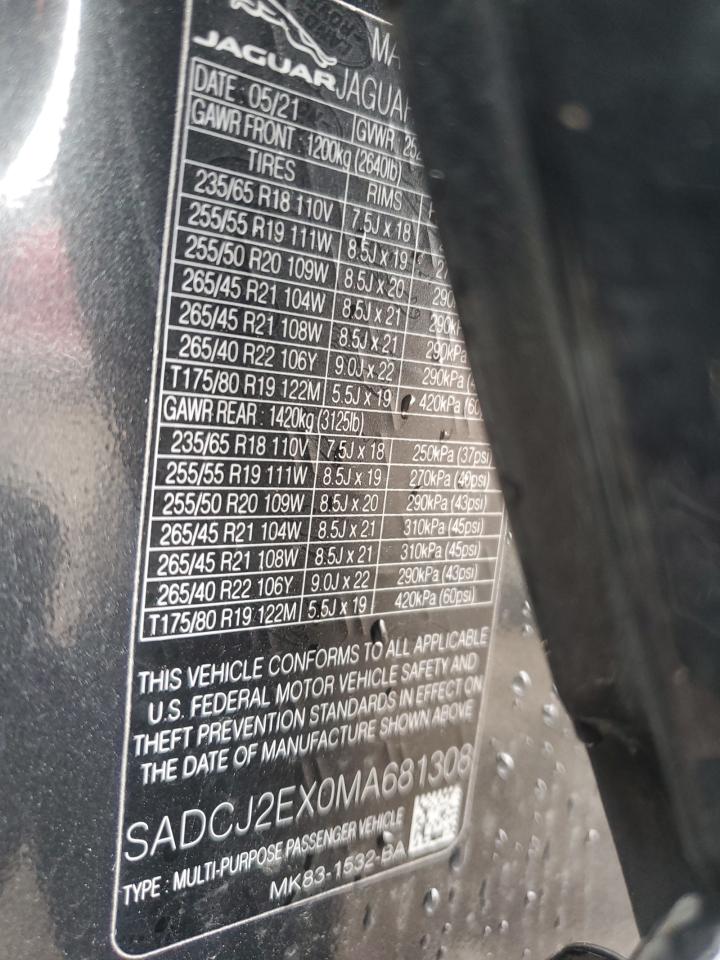 JAGUAR
DATE : 05/21
GAWR FRONT : 1200kg (2640lb)
TIRES RIMS
235/65 R18 110V 7.5J x 18
255/55 R19 111W 8.5J x 19
255/50 R20 109W 8.5J x 20 290
265/45 R21 104W 8.5J x 21 290k
265/45 R21 108W 8.5J x 21 290kPa
265/40 R22 106Y 9.0J x 22 290kPa
T175/80 R19 122M 5.5J x 19 420kPa (60
GAWR REAR : 1420kg (3125lb)
235/65 R18 110V 7.5J x 18 250kPa (37psi)
255/55 R19 111W 8.5J x 19 270kPa (40psi)
255/50 R20 109W 8.5J x 20 290kPa (43psi)
265/45 R21 104W 8.5J x 21 310kPa (45psi)
265/45 R21 108W 8.5J x 21 310kPa (45psi)
265/40 R22 106Y 9.0J x 22 290kPa (43psi)
T175/80 R19 122M 5.5J x 19 420kPa (60psi)
THIS VEHICLE CONFORMS TO ALL APPLICABLE
U.S. FEDERAL MOTOR VEHICLE SAFETY AND
THEFT PREVENTION STANDARDS IN EFFECT ON
THE DATE OF MANUFACTURE SHOWN ABOVE
SADCJ2EX0MA681308
TYPE : MULTI-PURPOSE PASSENGER VEHICLE
MK83-1532-BA